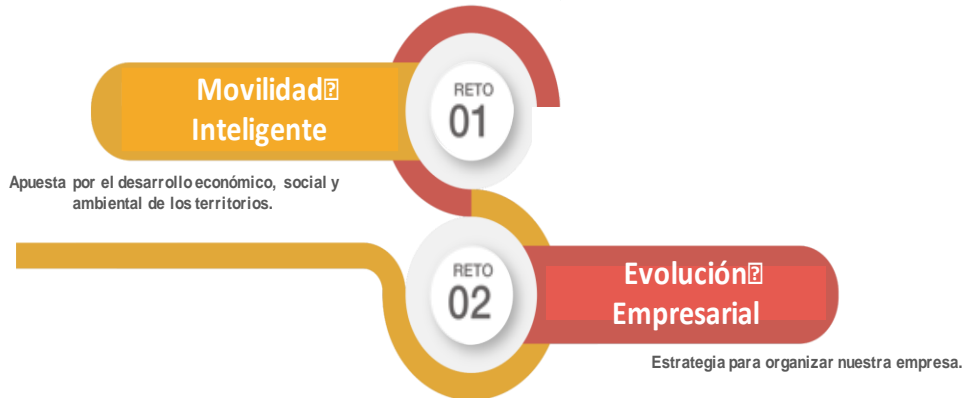 RETO
01
Movilidad
Inteligente
Apuesta por el desarrollo económico, social y
ambiental de los territorios.
RETO
02
Evolución
Empresarial
Estrategia para organizar nuestra empresa.